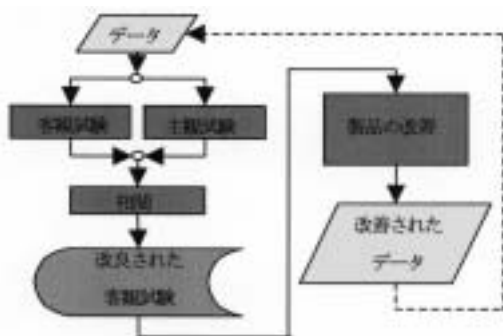 データ
客観試験
主観試験
相関
改良された
客観試験
製品の改善
改善された
データ